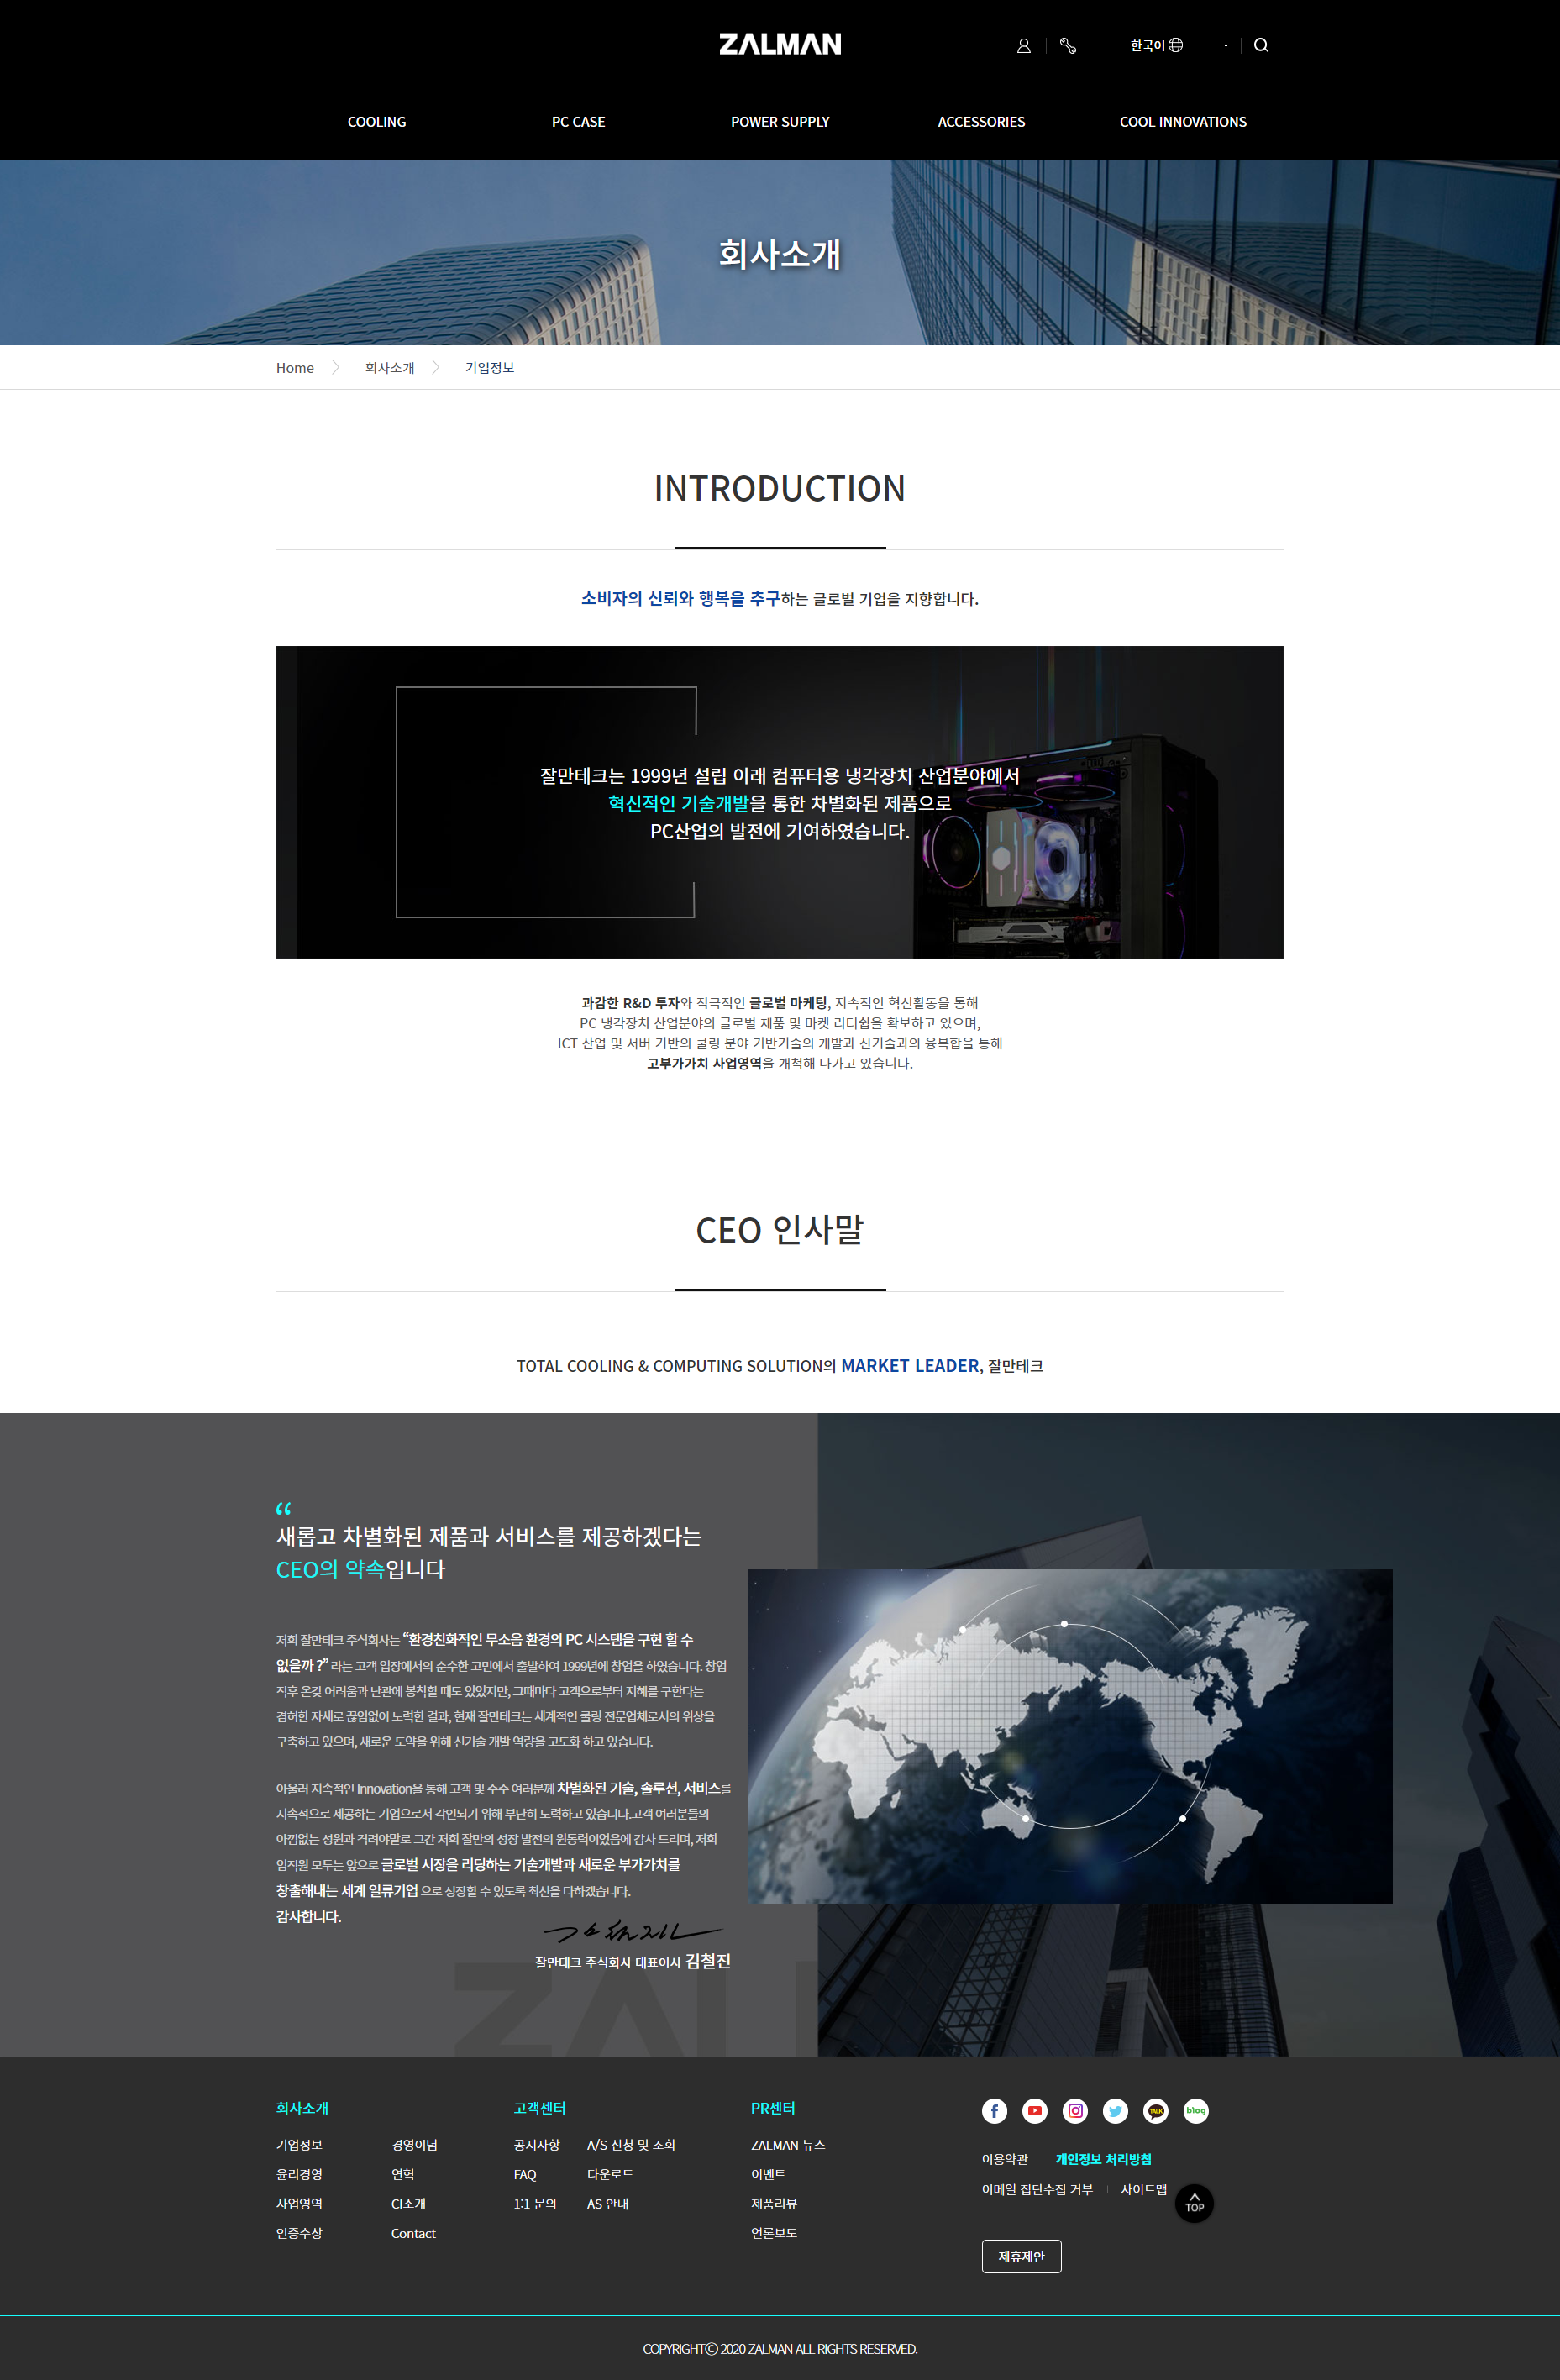 ZALMAN
한국어
COOLING
PC CASE
POWER SUPPLY
ACCESSORIES
COOL INNOVATIONS
회사소개
Home
회사소개
기업정보
INTRODUCTION
소비자의 신뢰와 행복을 추구하는 글로벌 기업을 지향합니다.
잘만테크는 1999년 설립 이래 컴퓨터용 냉각장치 산업분야에서
혁신적인 기술개발을 통한 차별화된 제품으로
PC산업의 발전에 기여하였습니다.
과감한 R&D 투자와 적극적인 글로벌 마케팅, 지속적인 혁신활동을 통해
PC 냉각장치 산업분야의 글로벌 제품 및 마켓 리더쉽을 확보하고 있으며,
ICT 산업 및 서버 기반의 쿨링 분야 기반기술의 개발과 신기술과의 융복합을 통해
고부가가치 사업영역을 개척해 나가고 있습니다.
CEO 인사말
TOTAL COOLING & COMPUTING SOLUTION의 MARKET LEADER, 잘만테크
“
새롭고 차별화된 제품과 서비스를 제공하겠다는
CEO의 약속입니다
저희 잘만테크 주식회사는 “환경친화적인 무소음 환경의 PC 시스템을 구현 할 수
없을까 ?” 라는 고객 입장에서의 순수한 고민에서 출발하여 1999년에 창업을 하였습니다. 창업
직후 온갖 어려움과 난관에 봉착할 때도 있었지만, 그때마다 고객으로부터 지혜를 구한다는
겸허한 자세로 끊임없이 노력한 결과, 현재 잘만테크는 세계적인 쿨링 전문업체로서의 위상을
구축하고 있으며, 새로운 도약을 위해 신기술 개발 역량을 고도화 하고 있습니다.
아울러 지속적인 Innovation을 통해 고객 및 주주 여러분께 차별화된 기술, 솔루션, 서비스를
지속적으로 제공하는 기업으로서 각인되기 위해 부단히 노력하고 있습니다.고객 여러분들의
아낌없는 성원과 격려야말로 그간 저희 잘만의 성장 발전의 원동력이었음에 감사 드리며, 저희
임직원 모두는 앞으로 글로벌 시장을 리딩하는 기술개발과 새로운 부가가치를
창출해내는 세계 일류기업 으로 성장할 수 있도록 최선을 다하겠습니다.
감사합니다.
잘만테크 주식회사 대표이사 김철진
회사소개
기업정보
경영이념
윤리경영
연혁
사업영역
CI소개
인증수상
Contact
고객센터
공지사항
A/S 신청 및 조회
FAQ
다운로드
1:1 문의
AS 안내
PR센터
ZALMAN 뉴스
이벤트
제품리뷰
언론보도
TALK
blog
이용약관
개인정보 처리방침
이메일 집단수집 거부
사이트맵
TOP
제휴제안
COPYRIGHTⓒ 2020 ZALMAN ALL RIGHTS RESERVED.